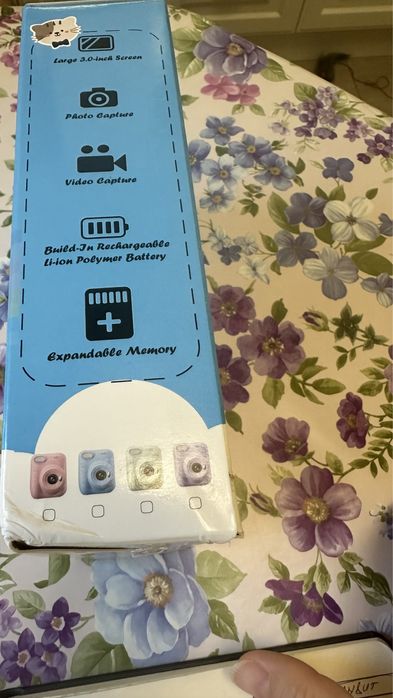 Large 3.0-inch Screen
Photo Capture
Video Capture
Build-In Rechargeable
Li-ion Polymer Battery
Expandable Memory